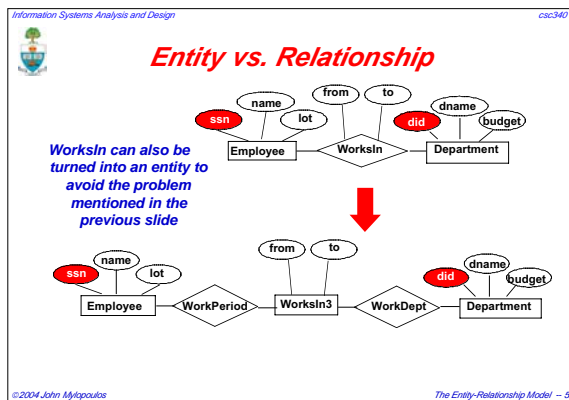 Information Systems Analysis and Design csc340
Entity vs. Relationship
from to
name dname
ssn lot did budget
WorksIn can also be
turned into an entity to
avoid the problem
mentioned in the
previous slide
Employee WorksIn Department
from to
name dname
ssn lot did budget
Employee WorkPeriod WorksIn3 WorkDept Department
©2004 John Mylopoulos The Entity-Relationship Model -- 5